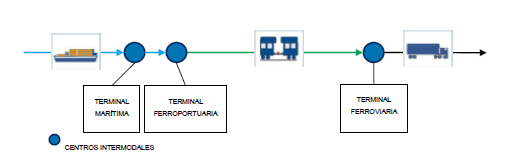 TERMINAL
MARÍTIMA
TERMINAL
FERROPORTUARIA
TERMINAL
FERROVIARIA
CENTROS INTERMODALES